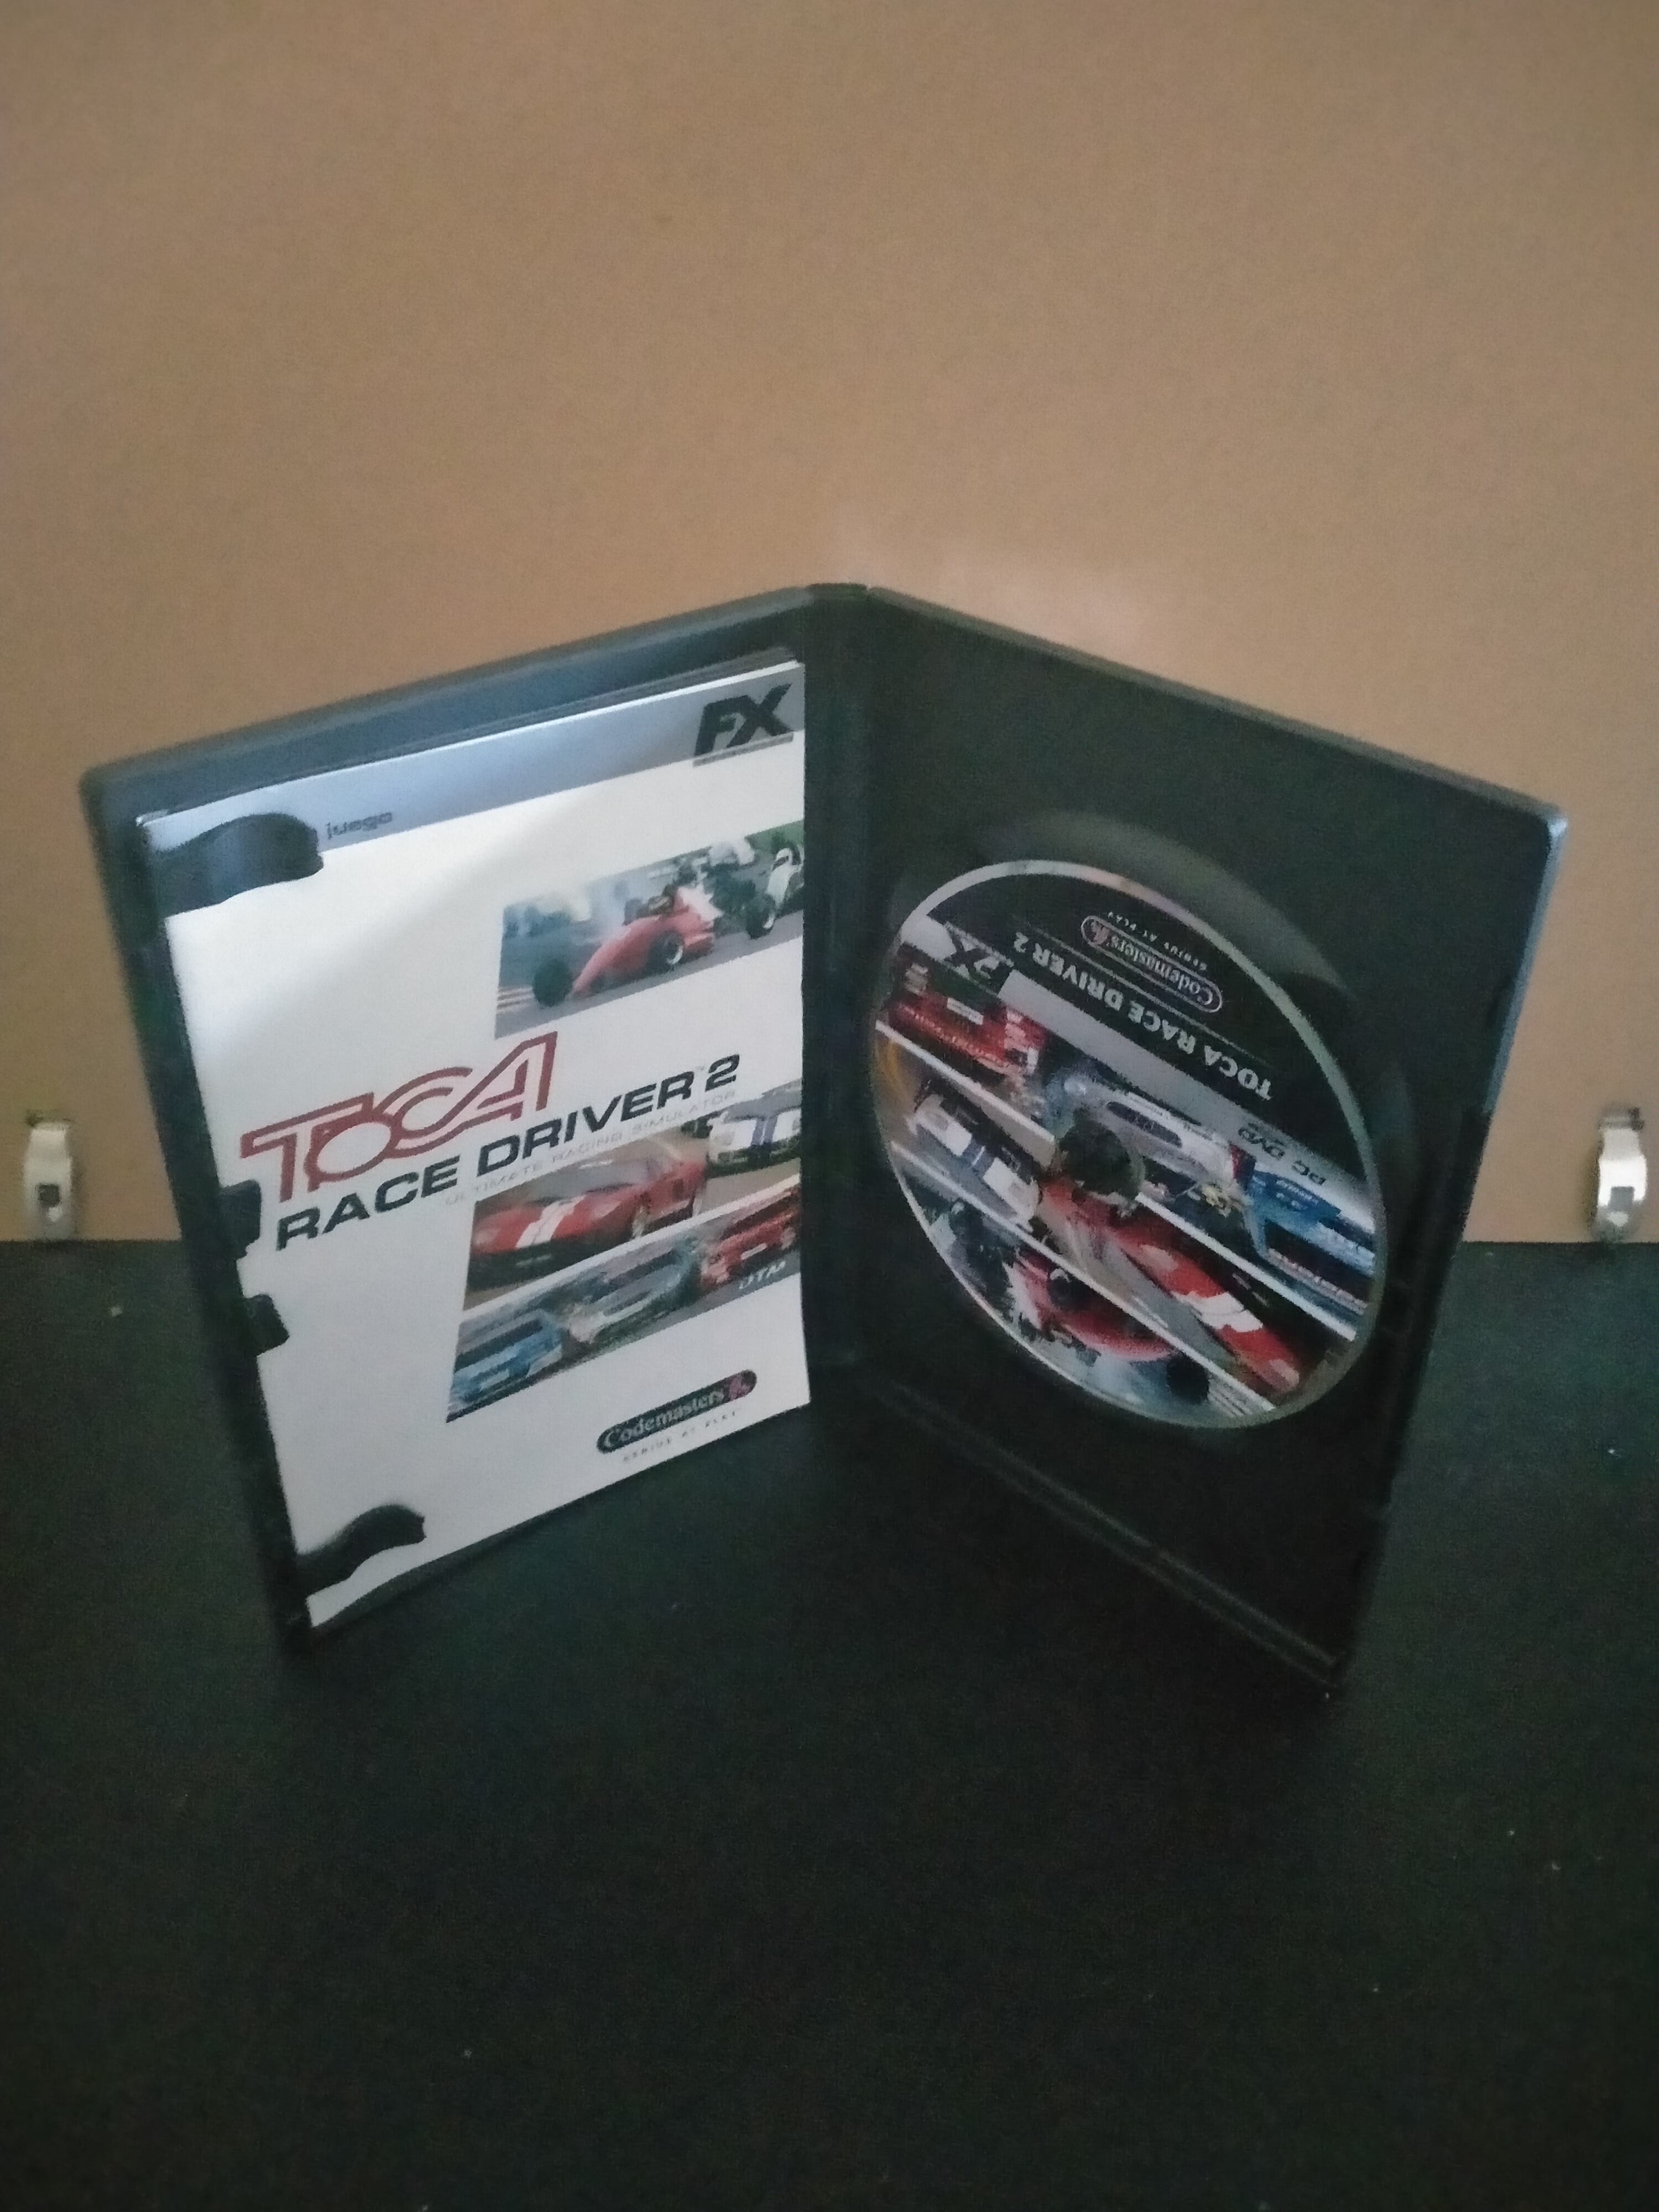 FX
juego
TOCA
RACE DRIVER 2
ULTIMATE RACING SIMULATOR
DTM
Codemasters
GENIUS AT PLAY
Codemasters
GENIUS AT PLAY
TOCA RACE DRIVER 2
FX
PC DVD